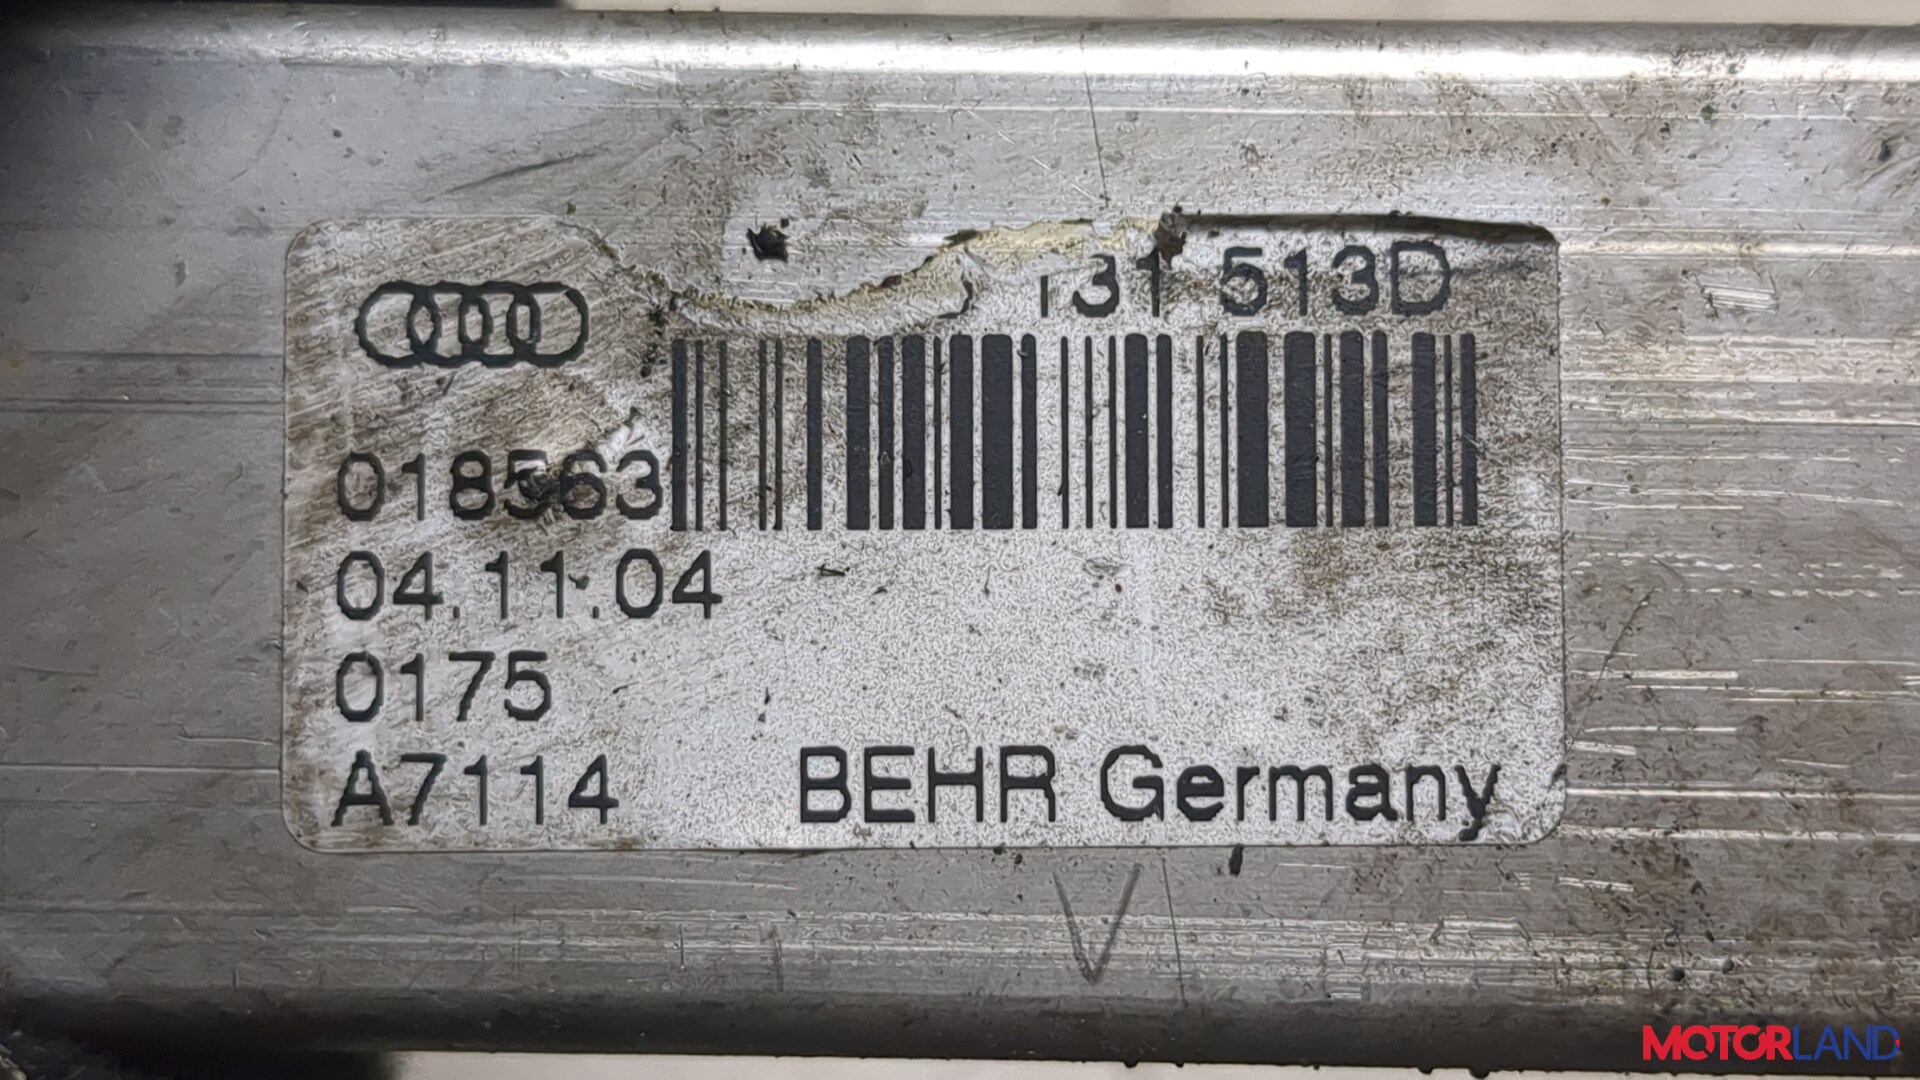 131 513D
018563
04.11.04
0175
A7114
BEHR Germany
V
MOTORLAND